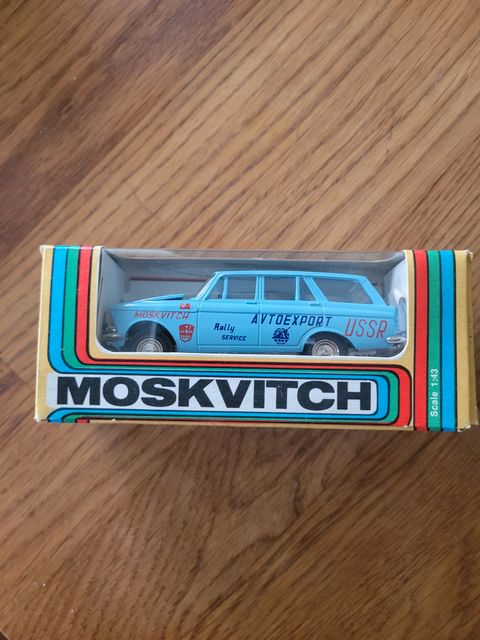 MOSKVITCH
Rally
SERVICE
AVTOEXPORT
USSR
MOSKVITCH
Scale 1:43